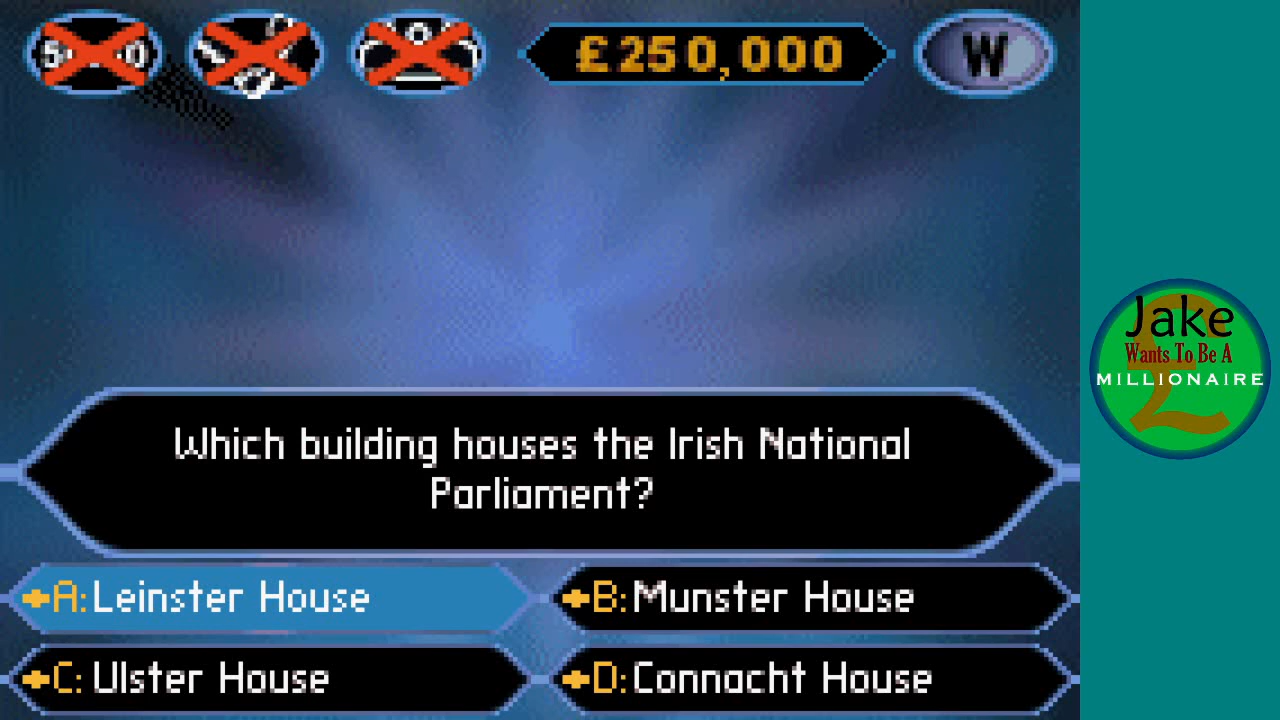 £250,000
W
Which building houses the Irish National
Parliament?
A: Leinster House
B: Munster House
C: Ulster House
D: Connacht House
Jake
Wants To Be A
MILLIONAIRE